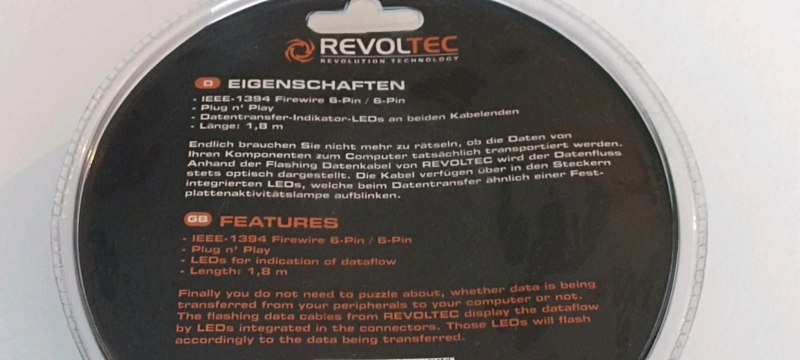 REVOLTEC
REVOLUTION TECHNOLOGY
D EIGENSCHAFTEN
- IEEE-1394 Firewire 6-Pin / 6-Pin
- Plug n' Play
- Datentransfer-Indikator-LEDs an beiden Kabelenden
- Länge: 1,8 m
Endlich brauchen Sie nicht mehr zu rätseln, ob die Daten von
Ihren Komponenten zum Computer tatsächlich transportiert werden.
Anhand der Flashing Datenkabel von REVOLTEC wird der Datenfluss
stets optisch dargestellt. Die Kabel verfügen über in den Steckern
integrierten LEDs, welche beim Datentransfer ähnlich einer Fest-
plattenaktivitätslampe aufblinken.
GB FEATURES
- IEEE-1394 Firewire 6-Pin / 6-Pin
- Plug n' Play
- LEDs for indication of dataflow
- Length: 1,8 m
Finally you do not need to puzzle about, whether data is being
transferred from your peripherals to your computer or not.
The flashing data cables from REVOLTEC display the dataflow
by LEDs integrated in the connectors. Those LEDs will flash
accordingly to the data being transferred.